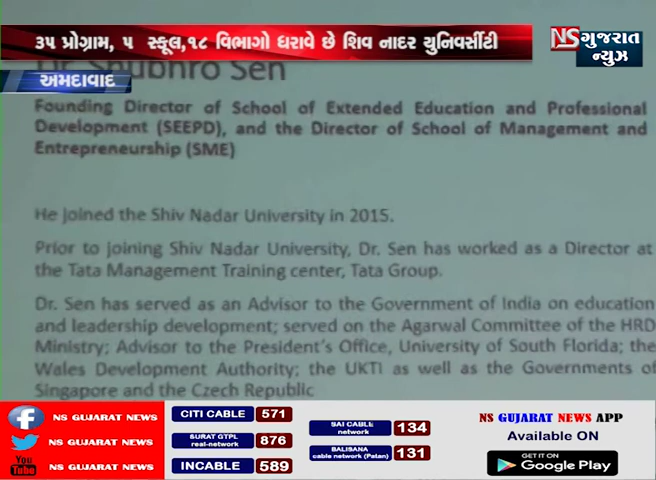 ૩૫ પ્રોગ્રામ, ૫ સ્કૂલ,૧૮ વિભાગો ધરાવે છે શિવ નાદર યુનિવર્સીટી
NS ગુજરાત
ન્યુઝ
અમદાવાદ
Dr. Shubhro Sen
Founding Director of School of Extended Education and Professional
Development (SEEPD), and the Director of School of Management and
Entrepreneurship (SME)
He joined the Shiv Nadar University in 2015.
Prior to joining Shiv Nadar University, Dr. Sen has worked as a Director at
the Tata Management Training center, Tata Group.
Dr. Sen has served as an Advisor to the Government of India on education
and leadership development; served on the Agarwal Committee of the HRD
Ministry; Advisor to the President's Office, University of South Florida; the
Wales Development Authority; the UKTI as well as the Governments of
Singapore and the Czech Republic
NS GUJARAT NEWS
NS GUJARAT NEWS
You Tube NS GUJARAT NEWS
CITI CABLE 571
SURAT GTPL
real-network 876
INCABLE 589
SAI CABLE
network 134
BALISANA
cable network (Patan) 131
NS GUJARAT NEWS APP
Available ON
GET IT ON
Google Play